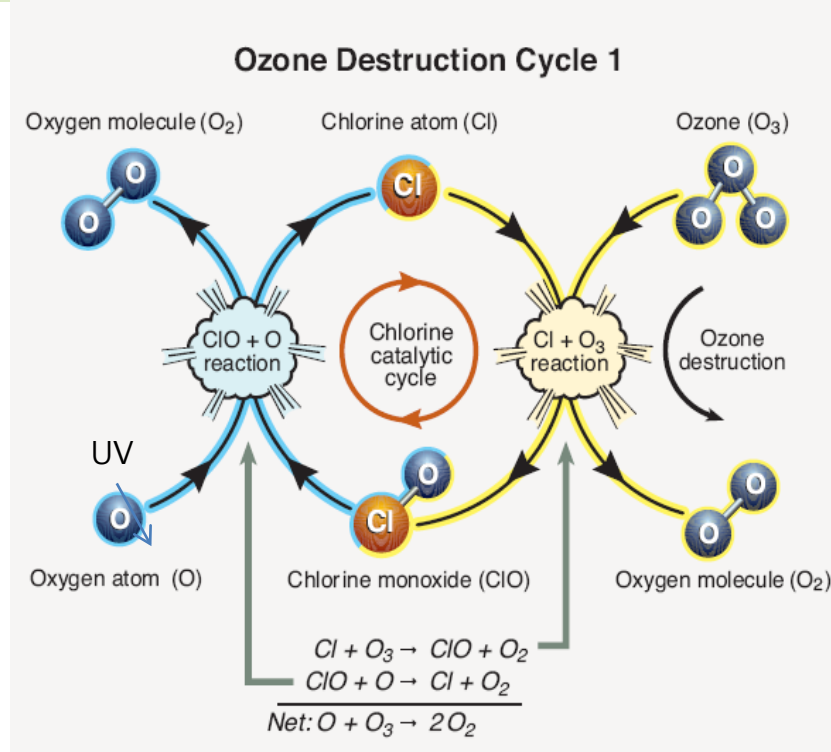 Ozone Destruction Cycle 1
Oxygen molecule (O₂)
Chlorine atom (Cl)
Ozone (O₃)
O
O
Cl
O
O
O
ClO + O
reaction
Chlorine
catalytic
cycle
Cl + O₃
reaction
Ozone
destruction
UV
O
O
Cl
O
O
Oxygen atom (O)
Chlorine monoxide (ClO)
Oxygen molecule (O₂)
Cl + O₃ → ClO + O₂
ClO + O → Cl + O₂
Net: O + O₃ → 2O₂